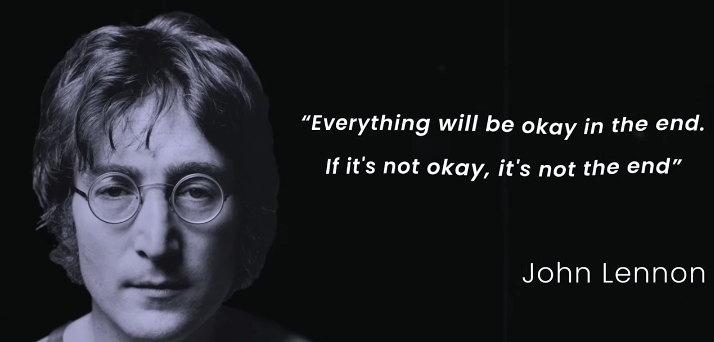 “Everything will be okay in the end.
If it's not okay, it's not the end”
John Lennon